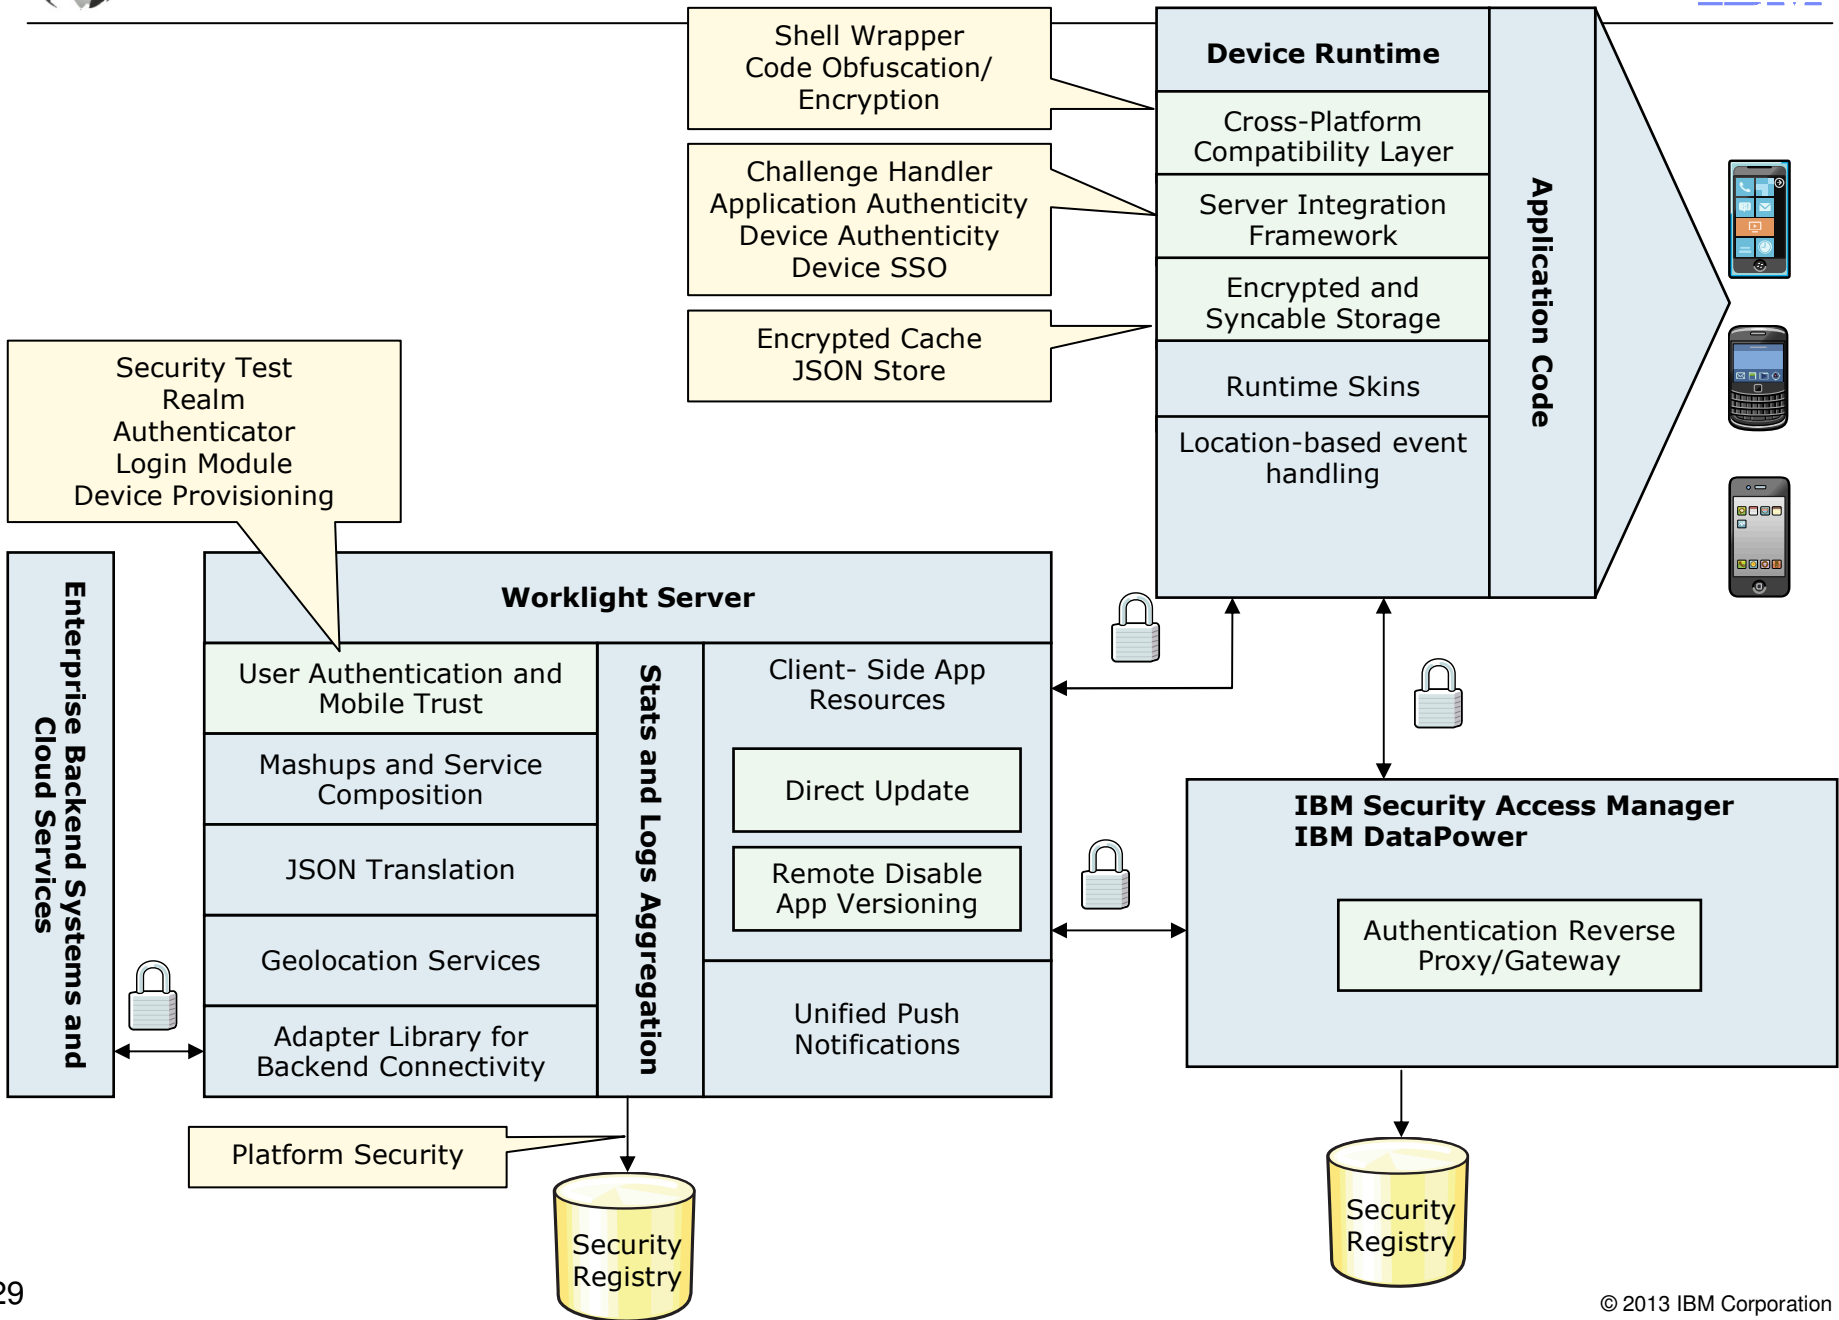 Shell Wrapper
Code Obfuscation/
Encryption
Challenge Handler
Application Authenticity
Device Authenticity
Device SSO
Encrypted Cache
JSON Store
Device Runtime
Cross-Platform
Compatibility Layer
Server Integration
Framework
Encrypted and
Syncable Storage
Runtime Skins
Location-based event
handling
Application Code
Security Test
Realm
Authenticator
Login Module
Device Provisioning
Enterprise Backend Systems and
Cloud Services
Worklight Server
User Authentication and
Mobile Trust
Mashups and Service
Composition
JSON Translation
Geolocation Services
Adapter Library for
Backend Connectivity
Stats and Logs Aggregation
Client- Side App
Resources
Direct Update
Remote Disable
App Versioning
Unified Push
Notifications
IBM Security Access Manager
IBM DataPower
Authentication Reverse
Proxy/Gateway
Platform Security
Security
Registry
Security
Registry
29
© 2013 IBM Corporation